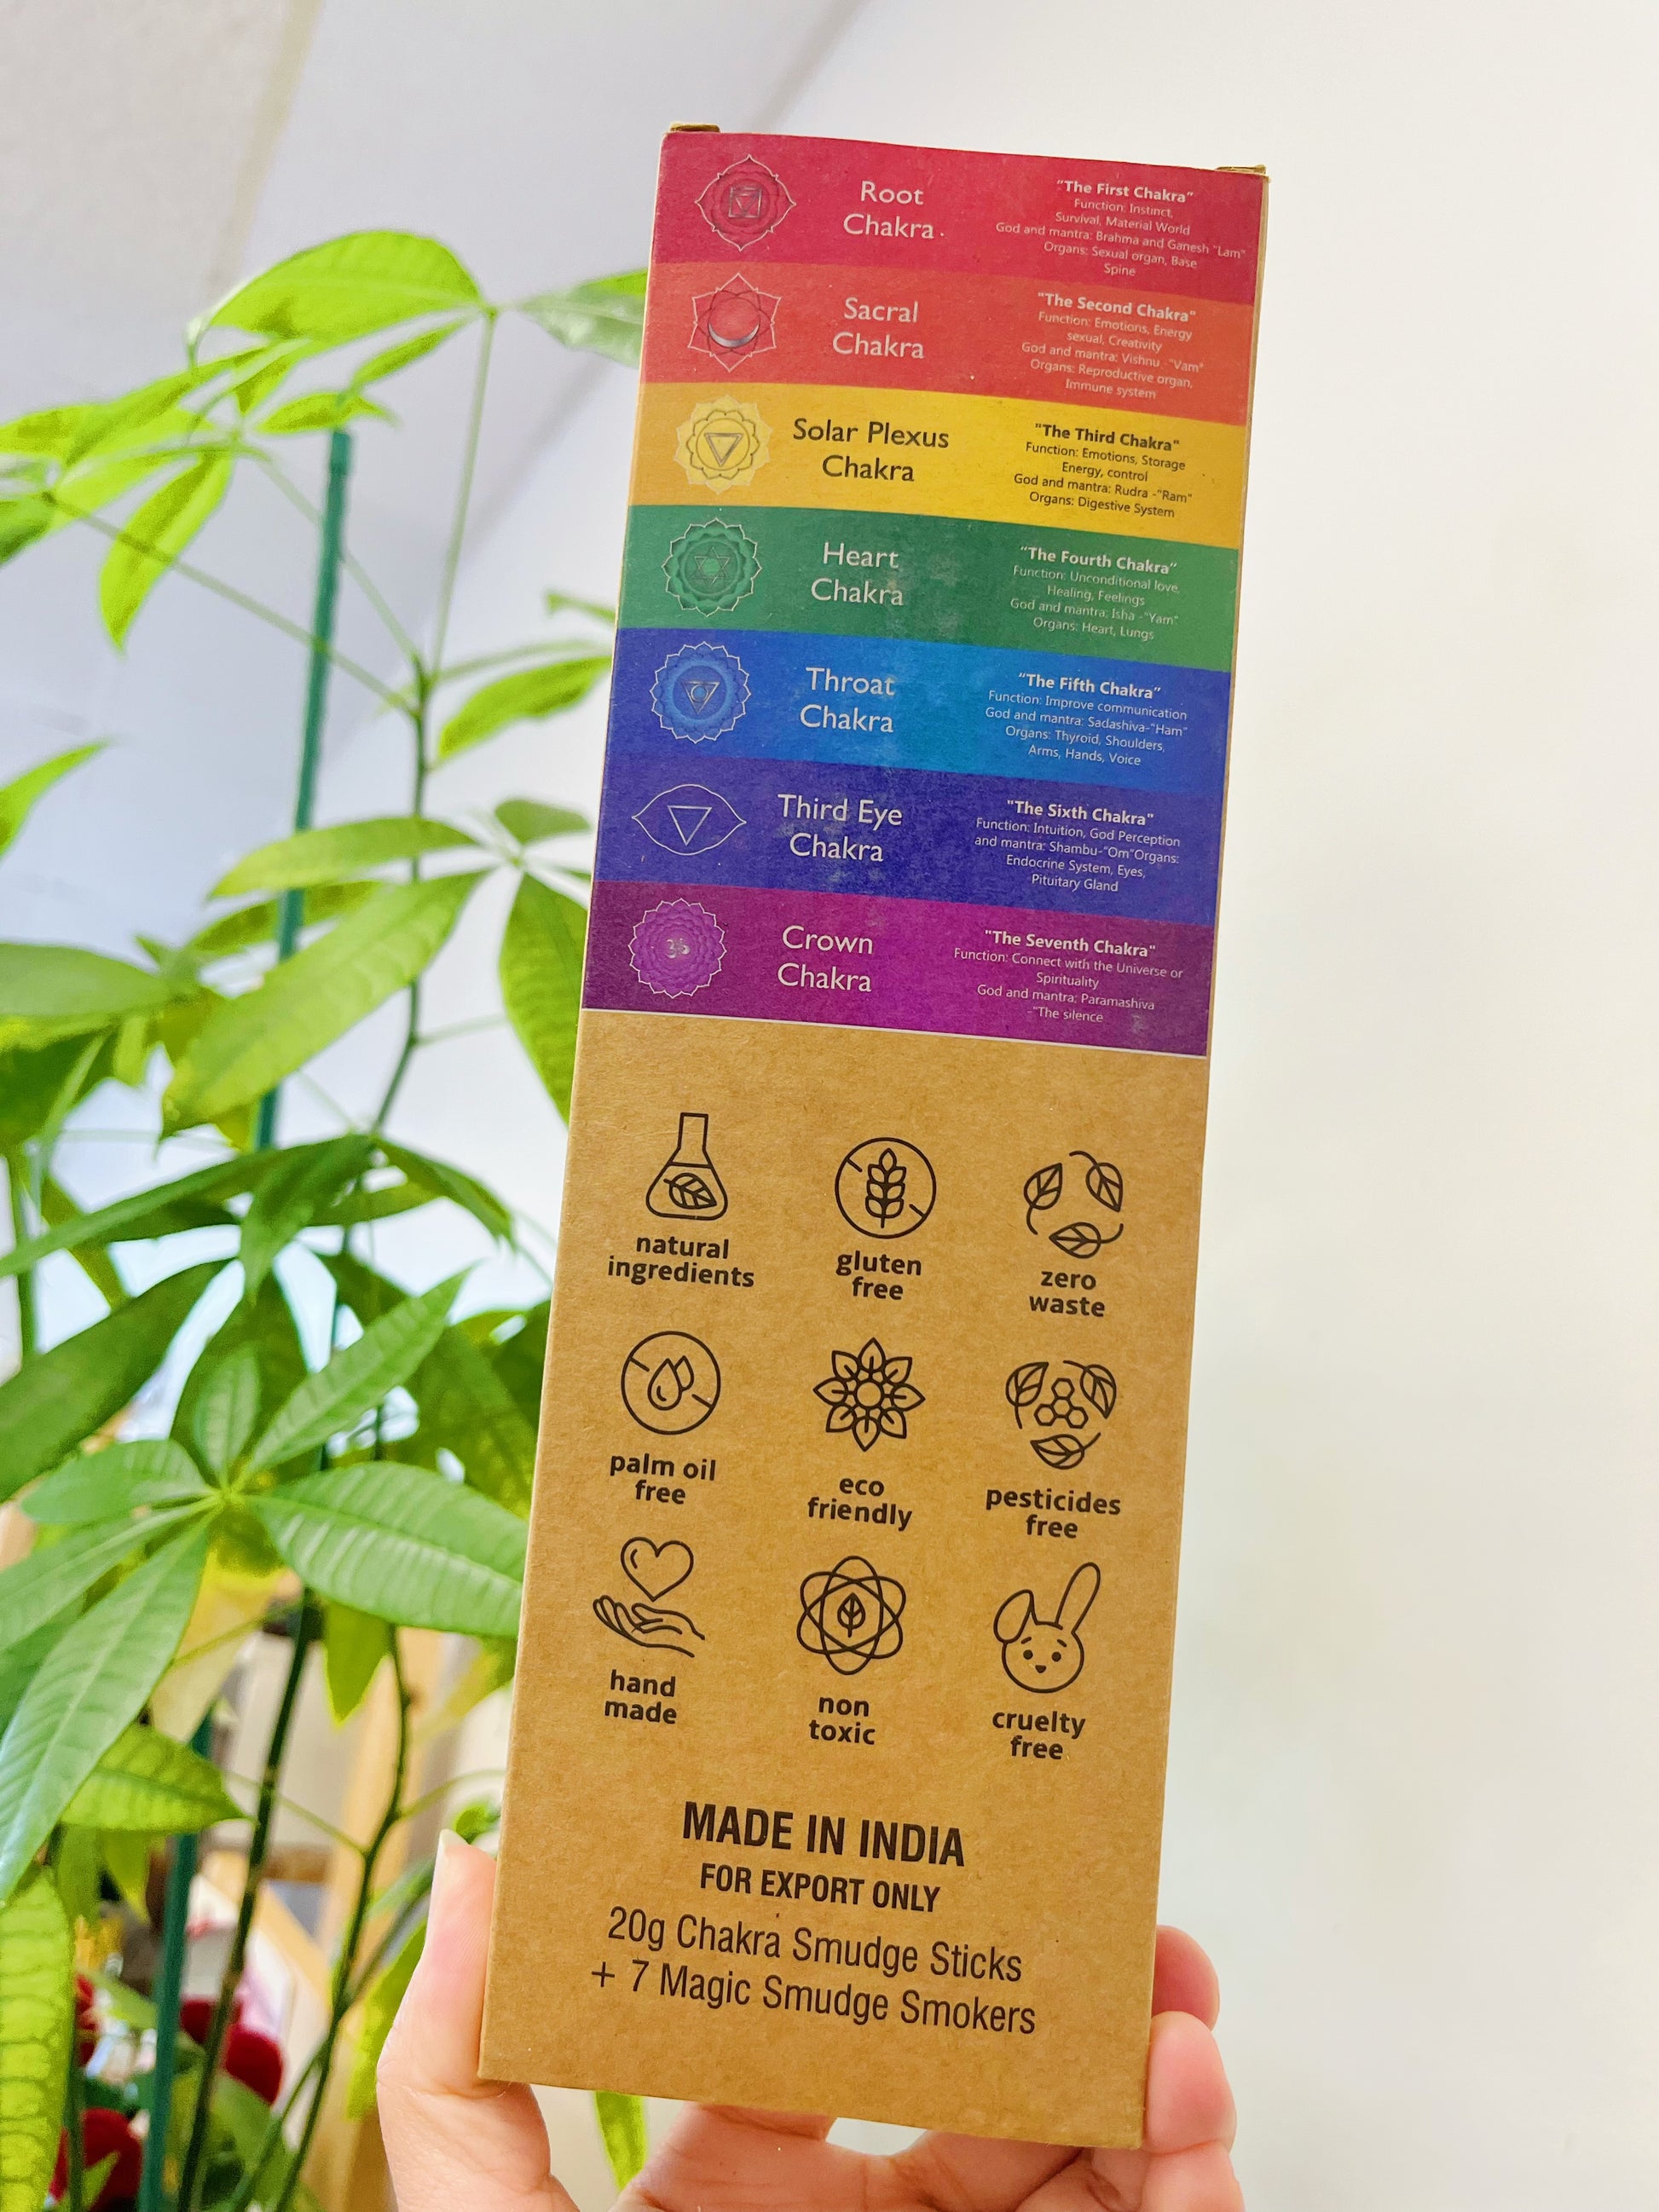 Root
Chakra
"The First Chakra"
Function: Instinct,
Survival, Material World
God and mantra: Brahma and Ganesh "Lam"
Organs: Sexual organ, Base
Spine
Sacral
Chakra
"The Second Chakra"
Function: Emotions, Energy
sexual, Creativity
God and mantra: Vishnu -"Vam"
Organs: Reproductive organ,
Immune system
Solar Plexus
Chakra
"The Third Chakra"
Function: Emotions, Storage
Energy, control
God and mantra: Rudra -"Ram"
Organs: Digestive System
Heart
Chakra
"The Fourth Chakra"
Function: Unconditional love,
Healing, Feelings
God and mantra: Isha -"Yam"
Organs: Heart, Lungs
Throat
Chakra
"The Fifth Chakra"
Function: Improve communication
God and mantra: Sadashiva-"Ham"
Organs: Thyroid, Shoulders,
Arms, Hands, Voice
Third Eye
Chakra
"The Sixth Chakra"
Function: Intuition, God Perception
and mantra: Shambu-"Om"Organs:
Endocrine System, Eyes,
Pituitary Gland
Crown
Chakra
"The Seventh Chakra"
Function: Connect with the Universe or
Spirituality
God and mantra: Paramashiva
-"The silence
natural
ingredients
gluten
free
zero
waste
palm oil
free
eco
friendly
pesticides
free
hand
made
non
toxic
cruelty
free
MADE IN INDIA
FOR EXPORT ONLY
20g Chakra Smudge Sticks
+ 7 Magic Smudge Smokers